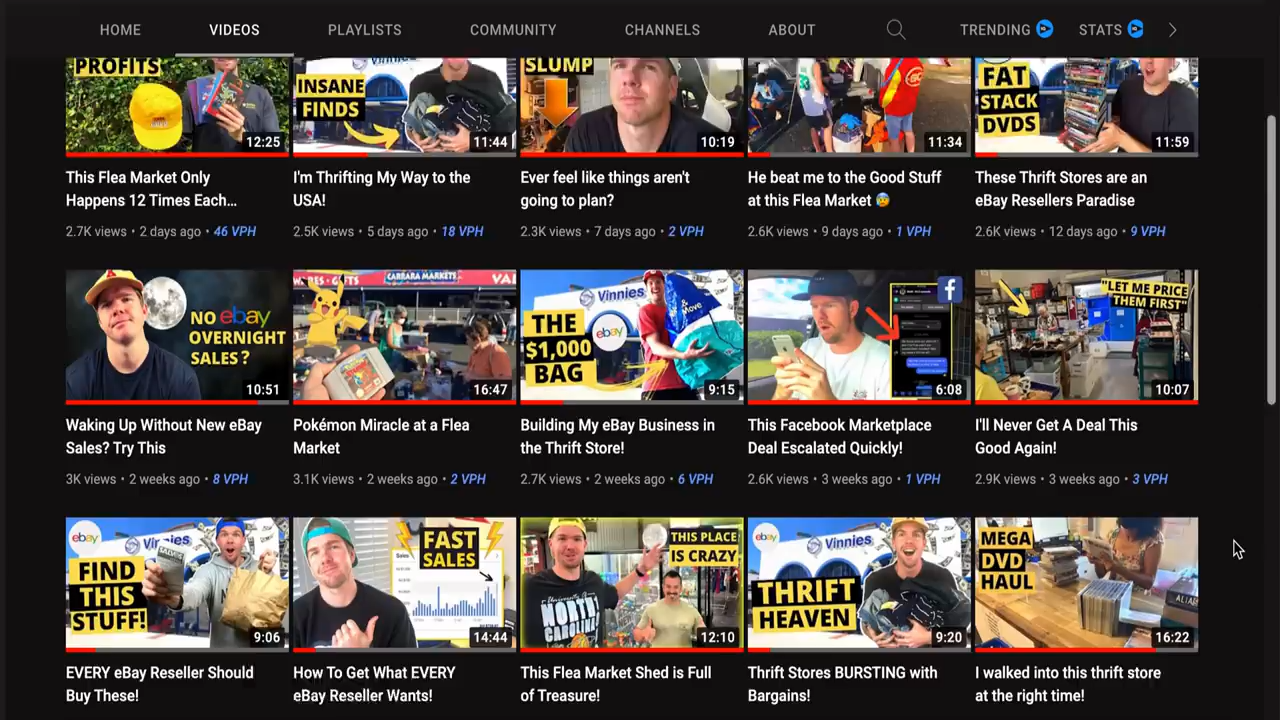 HOME VIDEOS PLAYLISTS COMMUNITY CHANNELS ABOUT TRENDING STATS
PROFITS
12:25
INSANE
FINDS
11:44
SLUMP
10:19
11:34
FAT
STACK
DVDS
11:59
This Flea Market Only
Happens 12 Times Each...
2.7K views • 2 days ago • 46 VPH
I'm Thrifting My Way to the
USA!
2.5K views • 5 days ago • 18 VPH
Ever feel like things aren't
going to plan?
2.3K views • 7 days ago • 2 VPH
He beat me to the Good Stuff
at this Flea Market 😰
2.6K views • 9 days ago • 1 VPH
These Thrift Stores are an
eBay Resellers Paradise
2.6K views • 12 days ago • 9 VPH
NO ebay
OVERNIGHT
SALES?
10:51
CARRARA MARKETS
16:47
Vinnies
THE
$1,000
BAG
ebay
Move
9:15
f
6:08
"LET ME PRICE
THEM FIRST"
10:07
Waking Up Without New eBay
Sales? Try This
3K views • 2 weeks ago • 8 VPH
Pokémon Miracle at a Flea
Market
3.1K views • 2 weeks ago • 2 VPH
Building My eBay Business in
the Thrift Store!
2.7K views • 2 weeks ago • 6 VPH
This Facebook Marketplace
Deal Escalated Quickly!
2.6K views • 3 weeks ago • 1 VPH
I'll Never Get A Deal This
Good Again!
2.9K views • 3 weeks ago • 3 VPH
ebay
Vinnies
FIND
THIS
STUFF!
9:06
FAST
SALES
Sales
14:44
THIS PLACE
IS CRAZY
NORTH
CAROLINA
12:10
ebay
Vinnies
THRIFT
HEAVEN
9:20
MEGA
DVD
HAUL
ALIAS
16:22
EVERY eBay Reseller Should
Buy These!
How To Get What EVERY
eBay Reseller Wants!
This Flea Market Shed is Full
of Treasure!
Thrift Stores BURSTING with
Bargains!
I walked into this thrift store
at the right time!